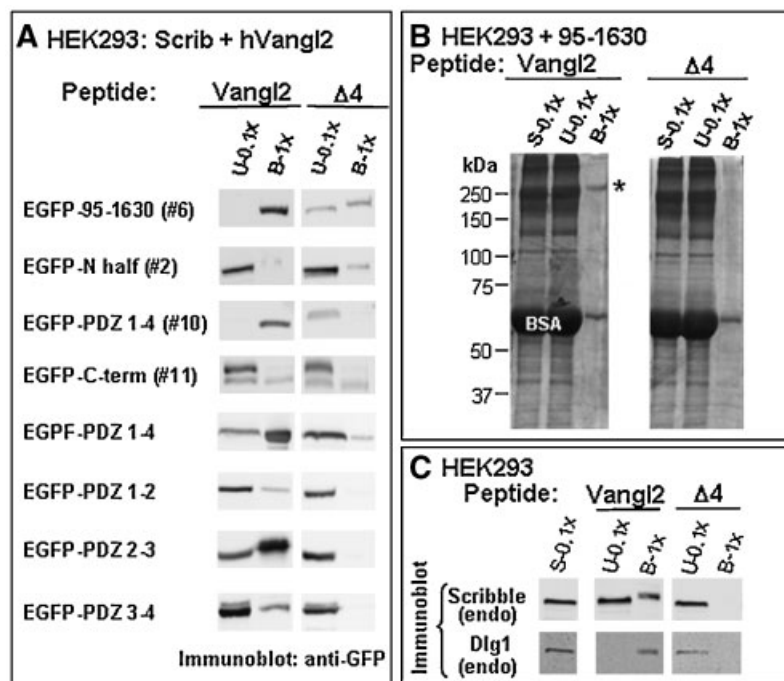 A HEK293: Scrib + hVangl2
Peptide: Vangl2 Δ4
U-0.1x B-1x U-0.1x B-1x
EGFP-95-1630 (#6)
EGFP-N half (#2)
EGFP-PDZ 1-4 (#10)
EGFP-C-term (#11)
EGPF-PDZ 1-4
EGFP-PDZ 1-2
EGFP-PDZ 2-3
EGFP-PDZ 3-4
Immunoblot: anti-GFP
B HEK293 + 95-1630
Peptide: Vangl2 Δ4
S-0.1x U-0.1x B-1x S-0.1x U-0.1x B-1x
kDa
250
*
150
100
75
BSA
50
37
C HEK293
Peptide: Vangl2 Δ4
S-0.1x U-0.1x B-1x U-0.1x B-1x
Immunoblot
Scribble
(endo)
Dlg1
(endo)